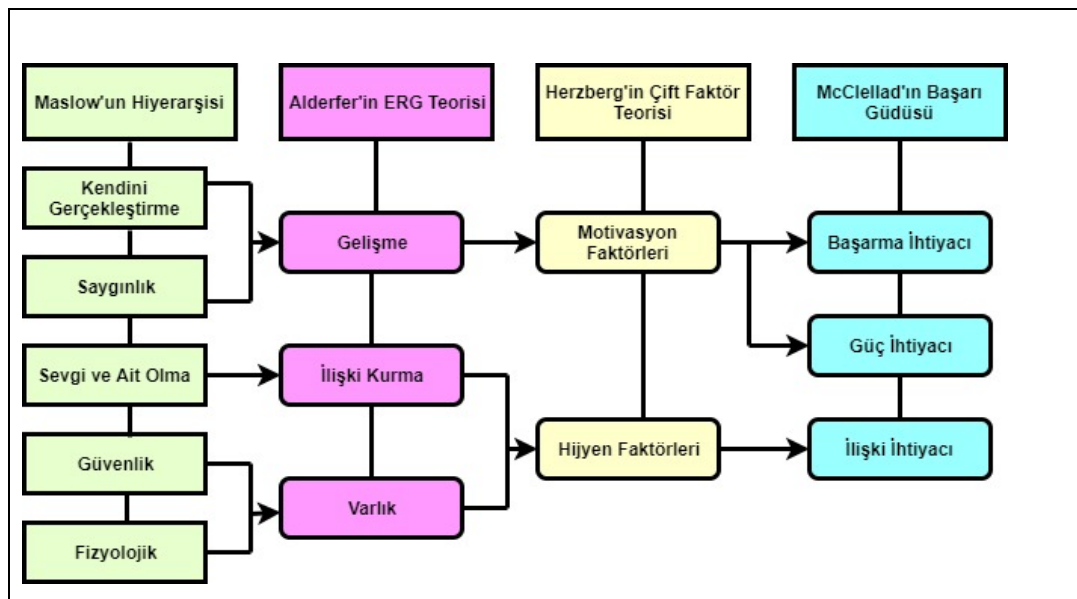 Maslow'un Hiyerarşisi
Kendini
Gerçekleştirme
Saygınlık
Sevgi ve Ait Olma
Güvenlik
Fizyolojik
Alderfer'in ERG Teorisi
Gelişme
İlişki Kurma
Varlık
Herzberg'in Çift Faktör
Teorisi
Motivasyon
Faktörleri
Hijyen Faktörleri
McClellad'ın Başarı
Güdüsü
Başarma İhtiyacı
Güç İhtiyacı
İlişki İhtiyacı